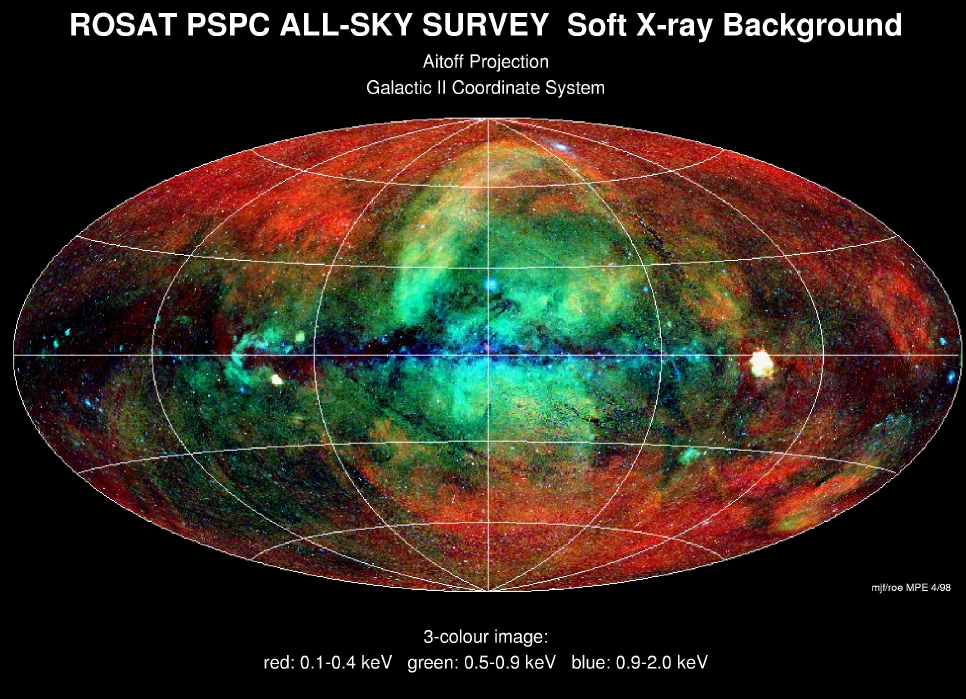 ROSAT PSPC ALL-SKY SURVEY Soft X-ray Background
Aitoff Projection
Galactic II Coordinate System
mjf/roe MPE 4/98
3-colour image:
red: 0.1-0.4 keV green: 0.5-0.9 keV blue: 0.9-2.0 keV